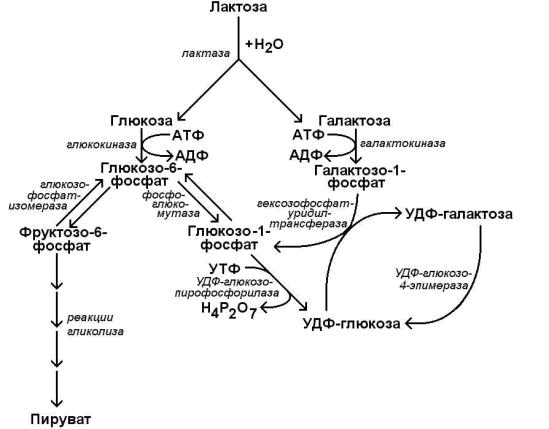 Лактоза
+H2O
лактаза
Глюкоза
Галактоза
АТФ
АТФ
глюкокиназа
галактокиназа
АДФ
АДФ
Глюкозо-6-
фосфат
Галактозо-1-
фосфат
глюкозо-
фосфат-
изомераза
фосфо-
глюко-
мутаза
гексозофосфат-
уридил-
трансфераза
УДФ-галактоза
Фруктозо-6-
фосфат
Глюкозо-1-
фосфат
УТФ
УДФ-глюкозо-
пирофосфорилаза
H4P2O7
УДФ-глюкозо-
4-эпимераза
реакции
гликолиза
УДФ-глюкоза
Пируват